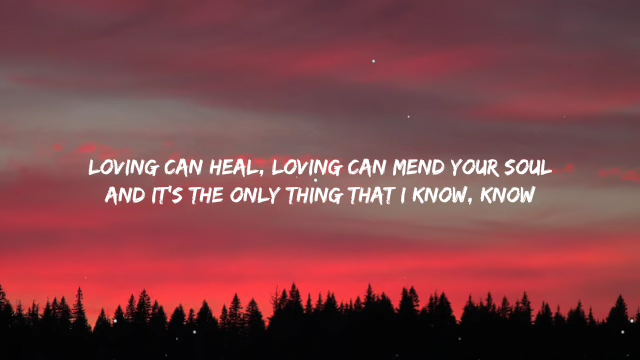 LOVING CAN HEAL, LOVING CAN MEND YOUR SOUL
AND IT'S THE ONLY THING THAT I KNOW, KNOW